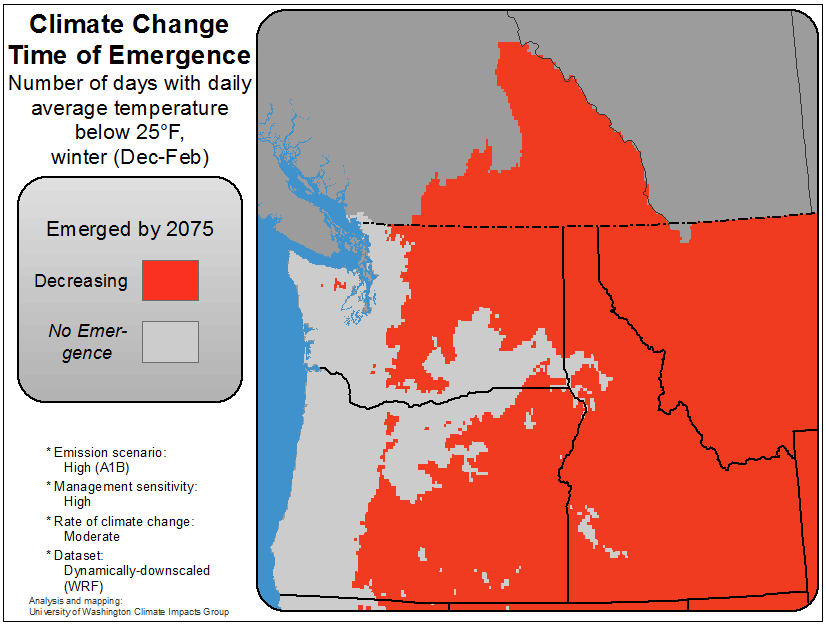 Climate Change
Time of Emergence
Number of days with daily
average temperature
below 25°F,
winter (Dec-Feb)
Emerged by 2075
Decreasing
No Emer-
gence
* Emission scenario:
High (A1B)
* Management sensitivity:
High
* Rate of climate change:
Moderate
* Dataset:
Dynamically-downscaled
(WRF)
Analysis and mapping:
University of Washington Climate Impacts Group